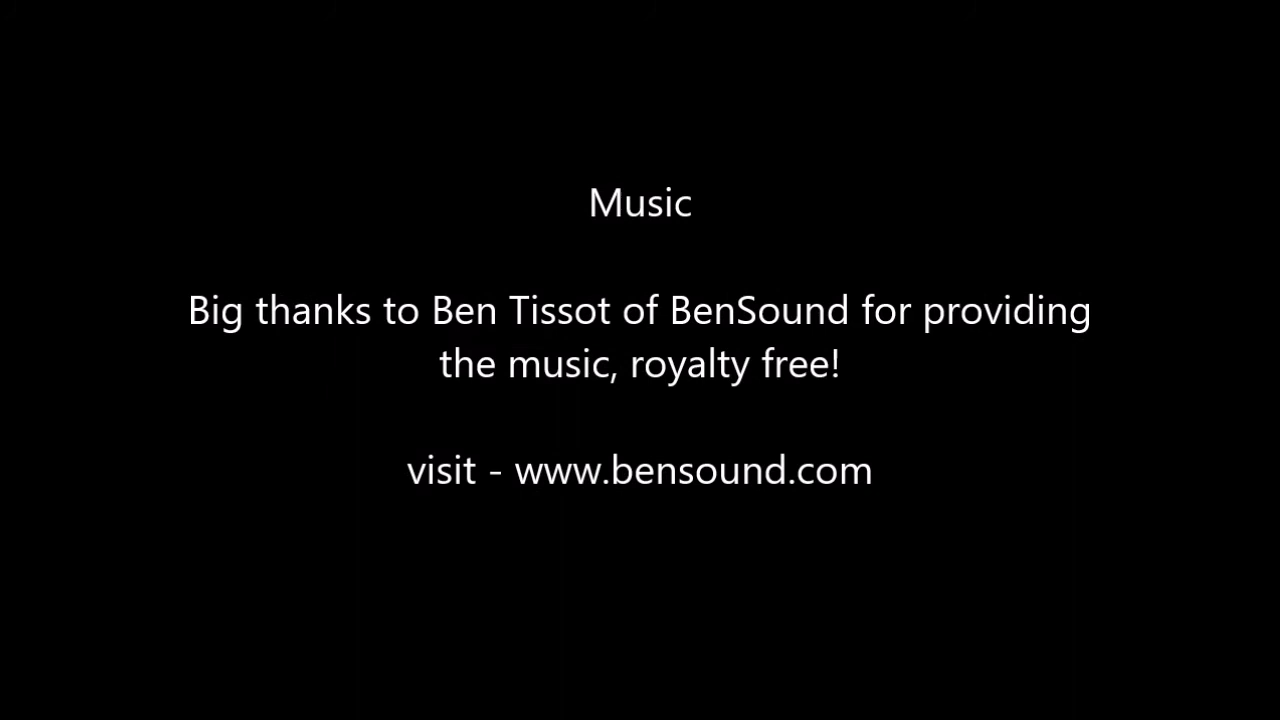 Music
Big thanks to Ben Tissot of BenSound for providing
the music, royalty free!
visit - www.bensound.com